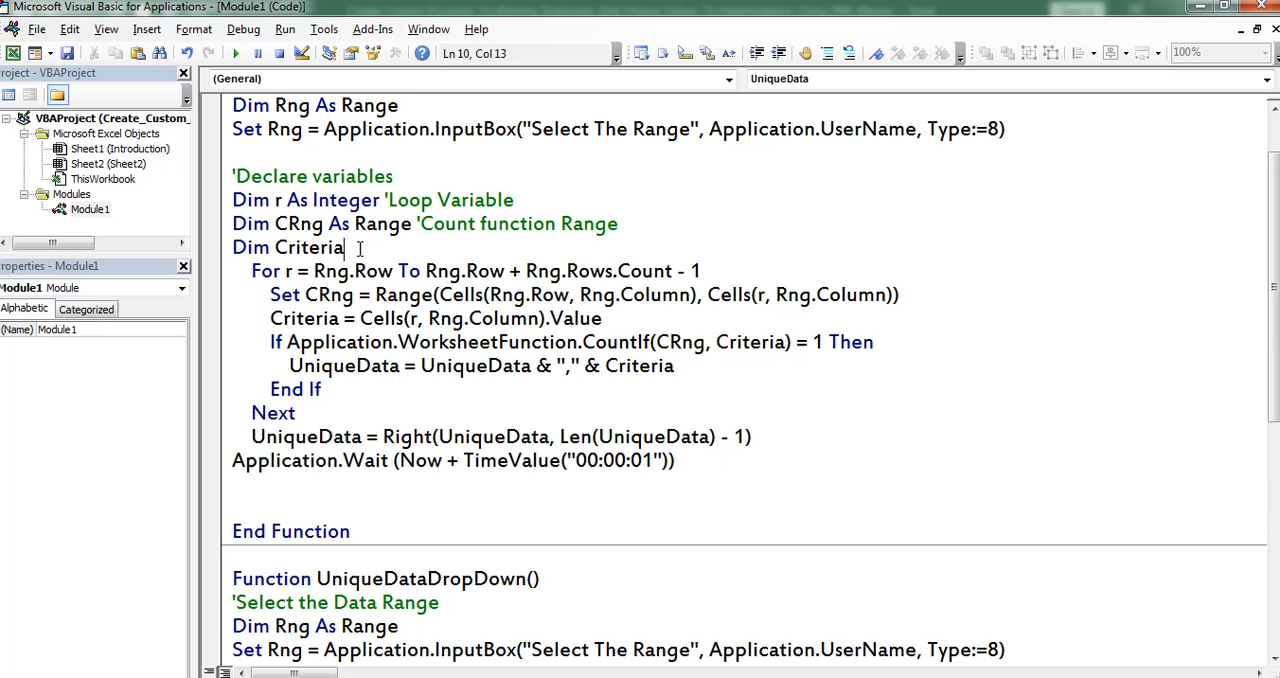 Microsoft Visual Basic for Applications - [Module1 (Code)]
File Edit View Insert Format Debug Run Tools Add-Ins Window Help
Ln 10, Col 13
100%
roject - VBAProject
(General)
UniqueData
VBAProject (Create_Custom_
Microsoft Excel Objects
Sheet1 (Introduction)
Sheet2 (Sheet2)
ThisWorkbook
Modules
Module1
roperties - Module1
Module1 Module
Alphabetic Categorized
(Name) Module1
Dim Rng As Range
Set Rng = Application.InputBox("Select The Range", Application.UserName, Type:=8)
'Declare variables
Dim r As Integer 'Loop Variable
Dim CRng As Range 'Count function Range
Dim Criteria
For r = Rng.Row To Rng.Row + Rng.Rows.Count - 1
Set CRng = Range(Cells(Rng.Row, Rng.Column), Cells(r, Rng.Column))
Criteria = Cells(r, Rng.Column).Value
If Application.WorksheetFunction.CountIf(CRng, Criteria) = 1 Then
UniqueData = UniqueData & "," & Criteria
End If
Next
UniqueData = Right(UniqueData, Len(UniqueData) - 1)
Application.Wait (Now + TimeValue("00:00:01"))
End Function
Function UniqueDataDropDown()
'Select the Data Range
Dim Rng As Range
Set Rng = Application.InputBox("Select The Range", Application.UserName, Type:=8)